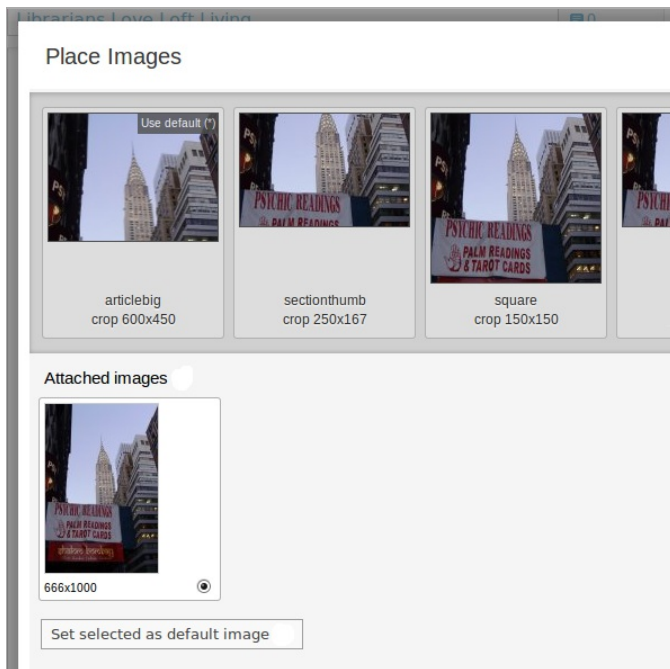 Librarians Love Loft Living
0
Place Images
Use default (*)
PSYCHIC READINGS
PALM READINGS
PSYCHIC READINGS
PALM READINGS
& TAROT CARDS
articlebig
crop 600x450
sectionthumb
crop 250x167
square
crop 150x150
Attached images
PSYCHIC READINGS
PALM READINGS
& TAROT CARDS
666x1000
Set selected as default image